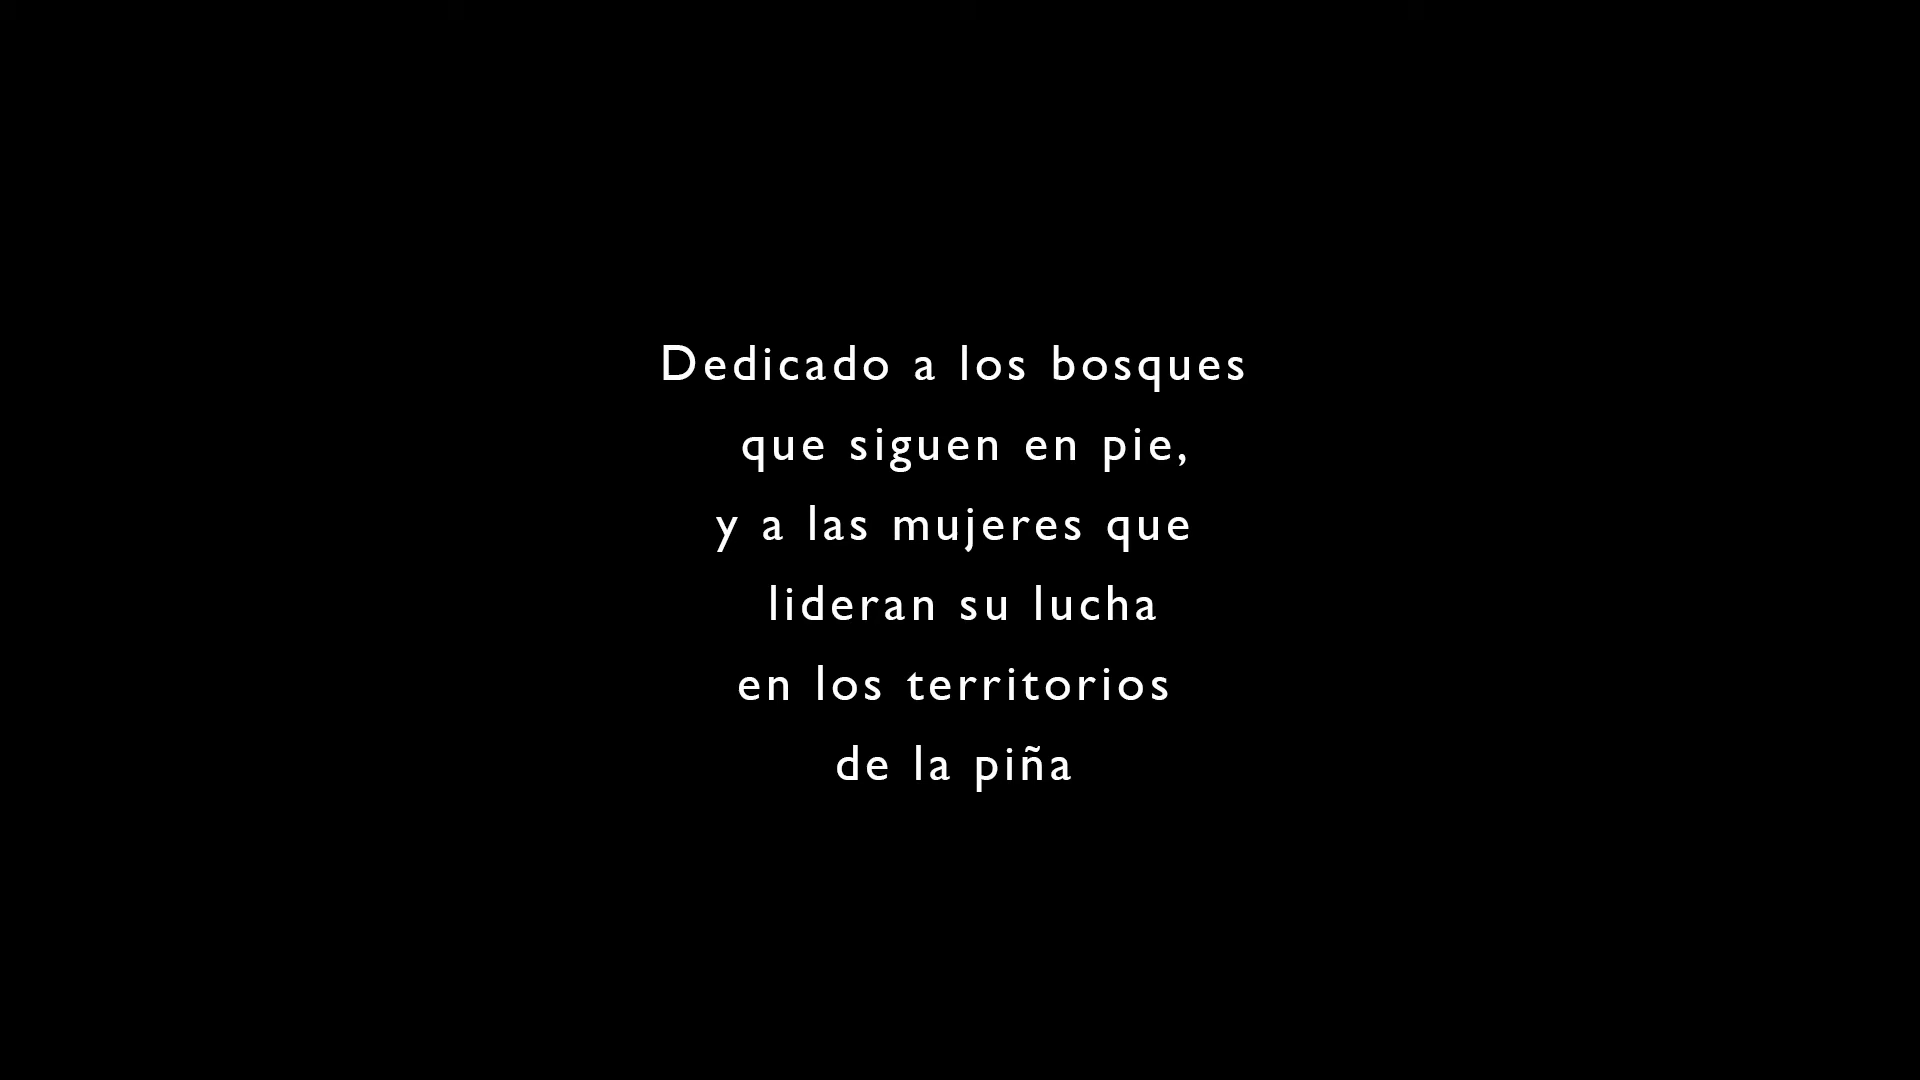 Dedicado a los bosques
que siguen en pie,
y a las mujeres que
lideran su lucha
en los territorios
de la piña